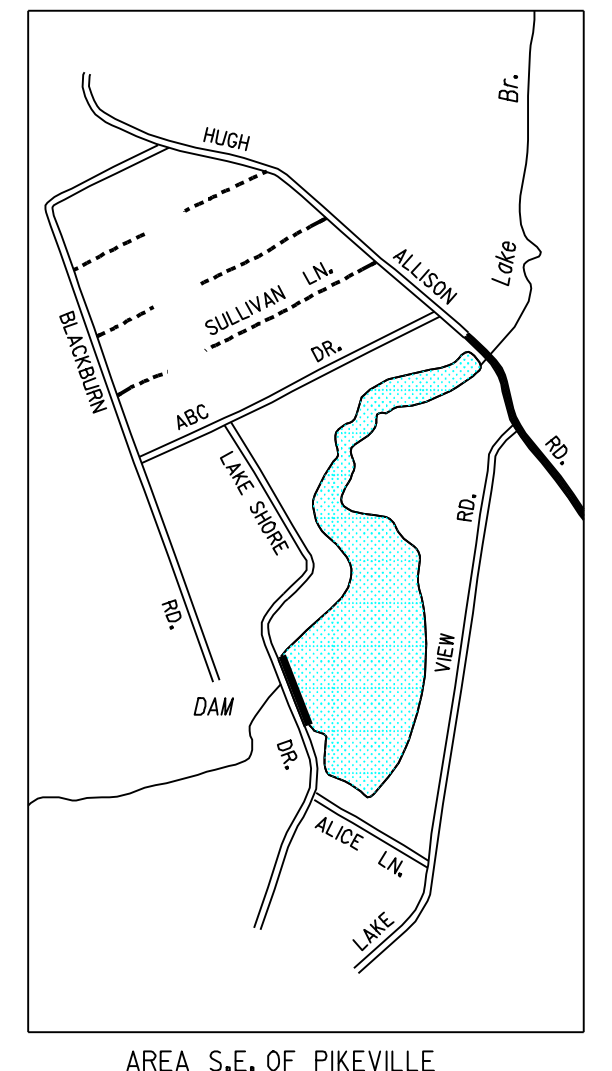 Br.
HUGH
Lake
ALLISON
SULLIVAN LN.
BLACKBURN
DR.
ABC
RD.
LAKE SHORE
RD.
RD.
VIEW
DAM
DR.
ALICE LN.
LAKE
AREA S.E. OF PIKEVILLE